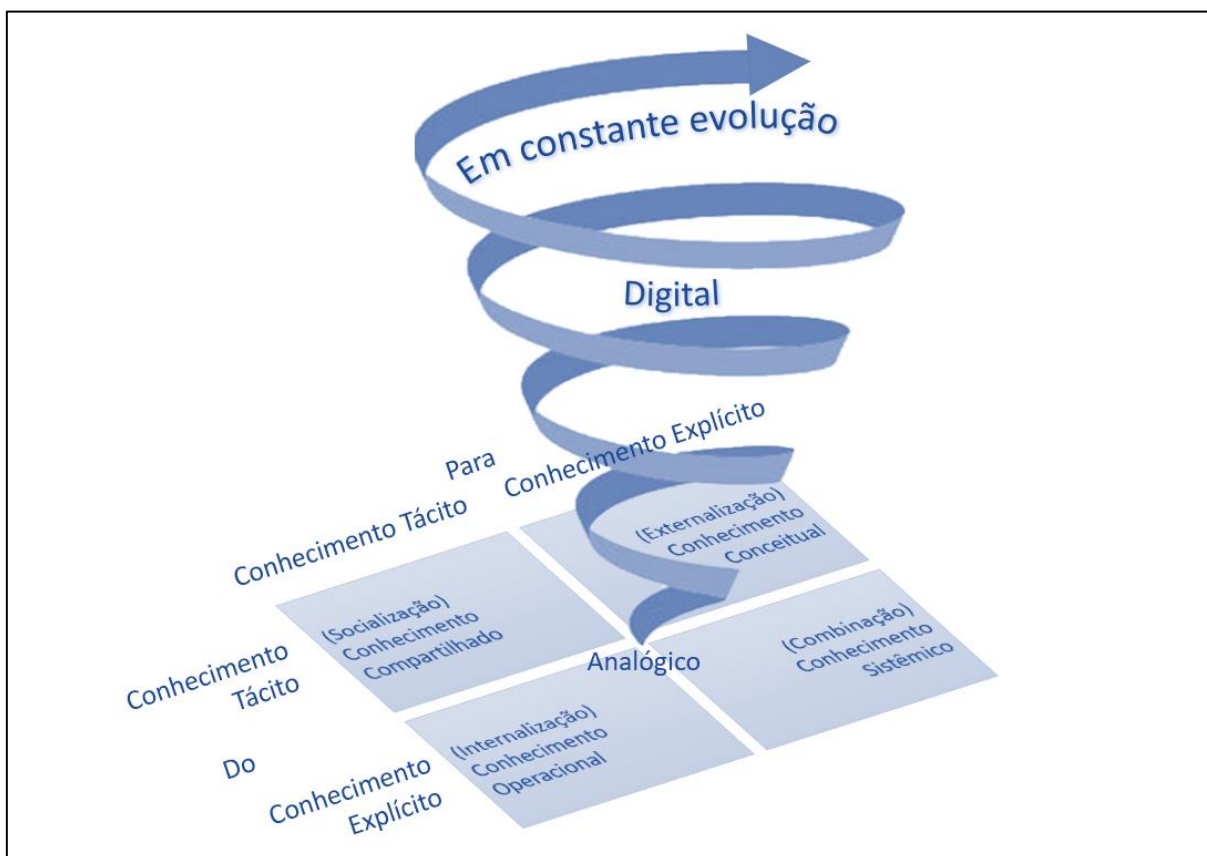 Em constante evolução
Digital
Para
Conhecimento Tácito
Conhecimento Explícito
(Socialização)
Conhecimento
Compartilhado
(Externalização)
Conhecimento
Conceitual
Conhecimento
Tácito
Analógico
(Internalização)
Conhecimento
Operacional
(Combinação)
Conhecimento
Sistêmico
Do
Conhecimento
Explícito